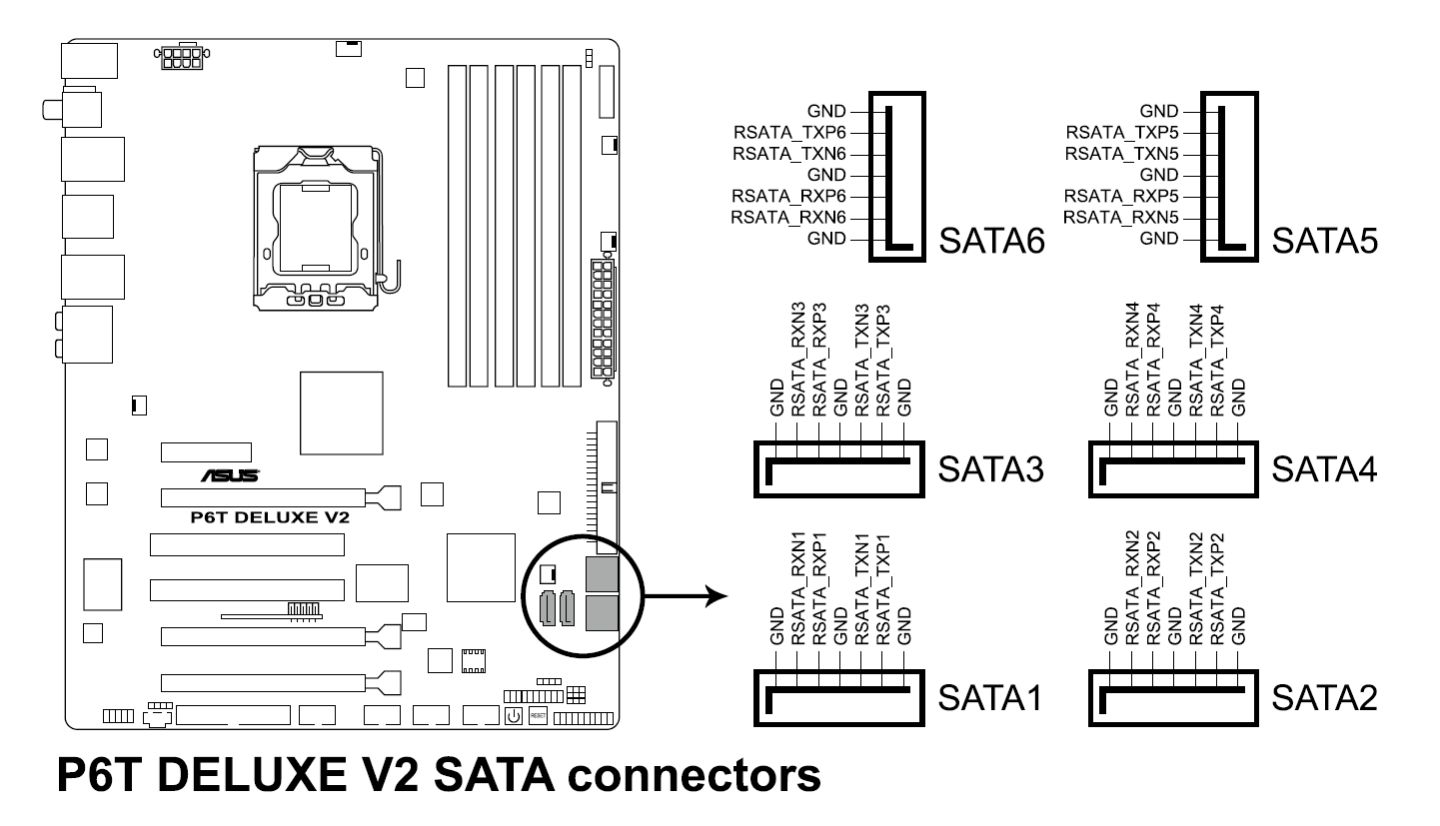 GND
RSATA_TXP6
RSATA_TXN6
GND
RSATA_RXP6
RSATA_RXN6
GND
SATA6
GND
RSATA_TXP5
RSATA_TXN5
GND
RSATA_RXP5
RSATA_RXN5
GND
SATA5
GND
RSATA_RXN3
RSATA_RXP3
GND
RSATA_TXN3
RSATA_TXP3
GND
SATA3
GND
RSATA_RXN4
RSATA_RXP4
GND
RSATA_TXN4
RSATA_TXP4
GND
SATA4
ASUS
P6T DELUXE V2
GND
RSATA_RXN1
RSATA_RXP1
GND
RSATA_TXN1
RSATA_TXP1
GND
SATA1
GND
RSATA_RXN2
RSATA_RXP2
GND
RSATA_TXN2
RSATA_TXP2
GND
SATA2
RESET
P6T DELUXE V2 SATA connectors